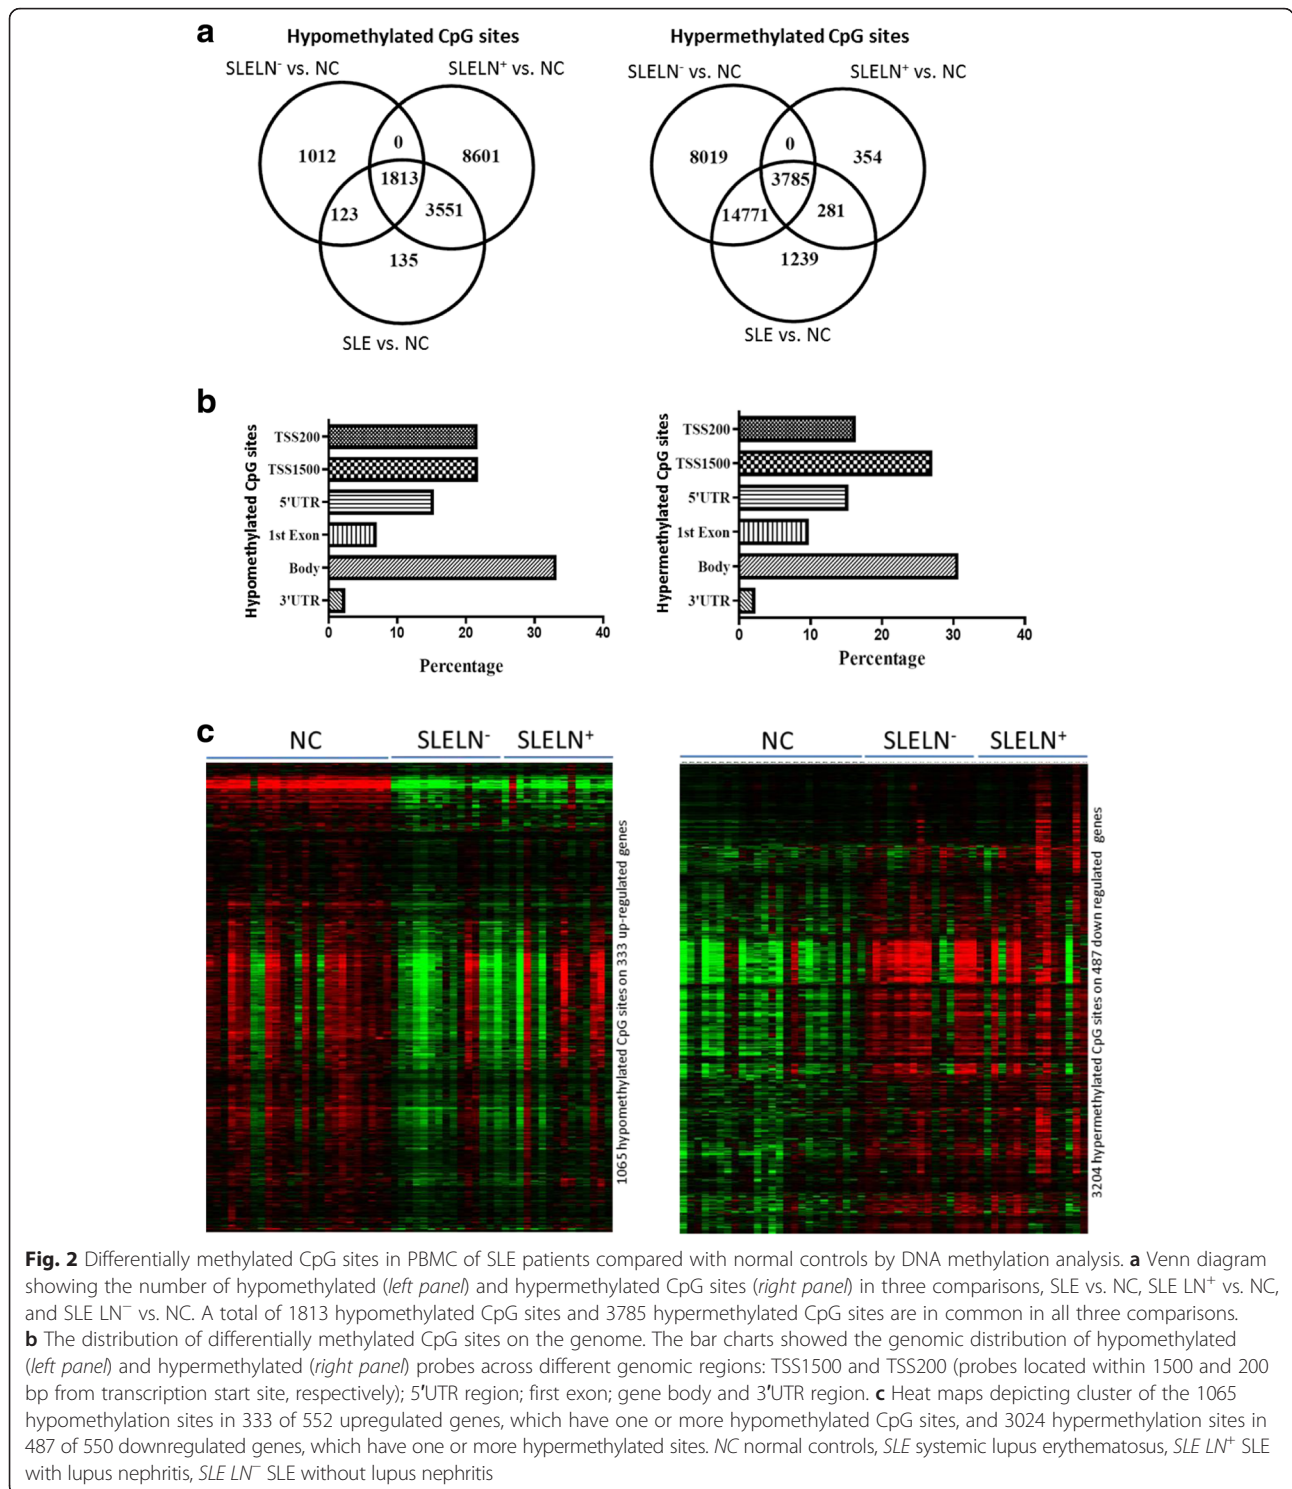 a
Hypomethylated CpG sites
SLELN⁻ vs. NC
SLELN⁺ vs. NC
1012
0
8601
1813
123
3551
135
SLE vs. NC
Hypermethylated CpG sites
SLELN⁻ vs. NC
SLELN⁺ vs. NC
8019
0
354
3785
14771
281
1239
SLE vs. NC
b
Hypomethylated CpG sites
TSS200
TSS1500
5'UTR
1st Exon
Body
3'UTR
0 10 20 30 40
Percentage
Hypermethylated CpG sites
TSS200
TSS1500
5'UTR
1st Exon
Body
3'UTR
0 10 20 30 40
Percentage
c
NC SLELN⁻ SLELN⁺
1065 hypomethylated CpG sites on 333 up-regulated genes
NC SLELN⁻ SLELN⁺
3204 hypermethylated CpG sites on 487 down regulated genes
Fig. 2 Differentially methylated CpG sites in PBMC of SLE patients compared with normal controls by DNA methylation analysis. a Venn diagram
showing the number of hypomethylated (left panel) and hypermethylated CpG sites (right panel) in three comparisons, SLE vs. NC, SLE LN⁺ vs. NC,
and SLE LN⁻ vs. NC. A total of 1813 hypomethylated CpG sites and 3785 hypermethylated CpG sites are in common in all three comparisons.
b The distribution of differentially methylated CpG sites on the genome. The bar charts showed the genomic distribution of hypomethylated
(left panel) and hypermethylated (right panel) probes across different genomic regions: TSS1500 and TSS200 (probes located within 1500 and 200
bp from transcription start site, respectively); 5′UTR region; first exon; gene body and 3′UTR region. c Heat maps depicting cluster of the 1065
hypomethylation sites in 333 of 552 upregulated genes, which have one or more hypomethylated CpG sites, and 3024 hypermethylation sites in
487 of 550 downregulated genes, which have one or more hypermethylated sites. NC normal controls, SLE systemic lupus erythematosus, SLE LN⁺ SLE
with lupus nephritis, SLE LN⁻ SLE without lupus nephritis